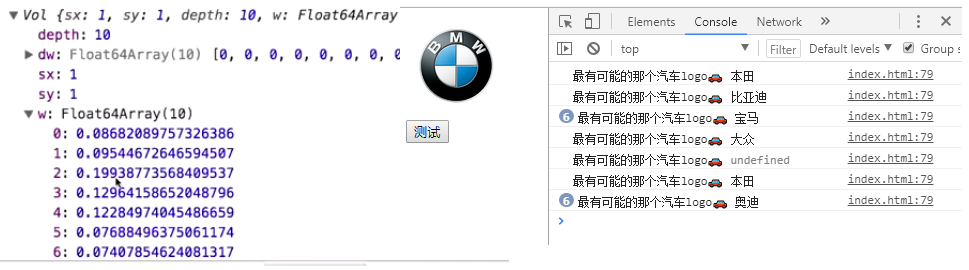 Vol {sx: 1, sy: 1, depth: 10, w: Float64Array
depth: 10
dw: Float64Array(10) [0, 0, 0, 0, 0, 0, 0
sx: 1
sy: 1
w: Float64Array(10)
0: 0.08682089757326386
1: 0.09544672646594507
2: 0.19938773568409537
3: 0.12964158652048796
4: 0.12284974045486659
5: 0.07688496375061174
6: 0.07407854624081317
BMW
测试
Elements Console Network
top Filter Default levels Group s
最有可能的那个汽车logo🚗 本田 index.html:79
最有可能的那个汽车logo🚗 比亚迪 index.html:79
6 最有可能的那个汽车logo🚗 宝马 index.html:79
最有可能的那个汽车logo🚗 大众 index.html:79
最有可能的那个汽车logo🚗 undefined index.html:79
最有可能的那个汽车logo🚗 本田 index.html:79
6 最有可能的那个汽车logo🚗 奥迪 index.html:79